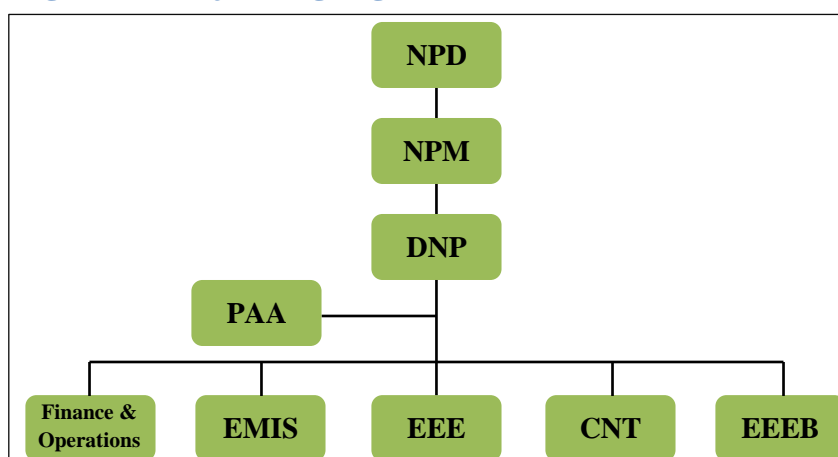 NPD
NPM
DNP
PAA
Finance &
Operations
EMIS
EEE
CNT
EEEB